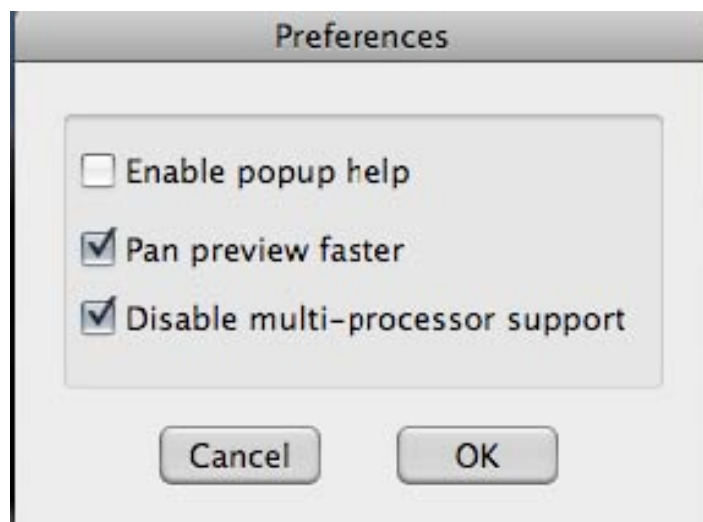 Preferences
Enable popup help
Pan preview faster
Disable multi-processor support
Cancel
OK